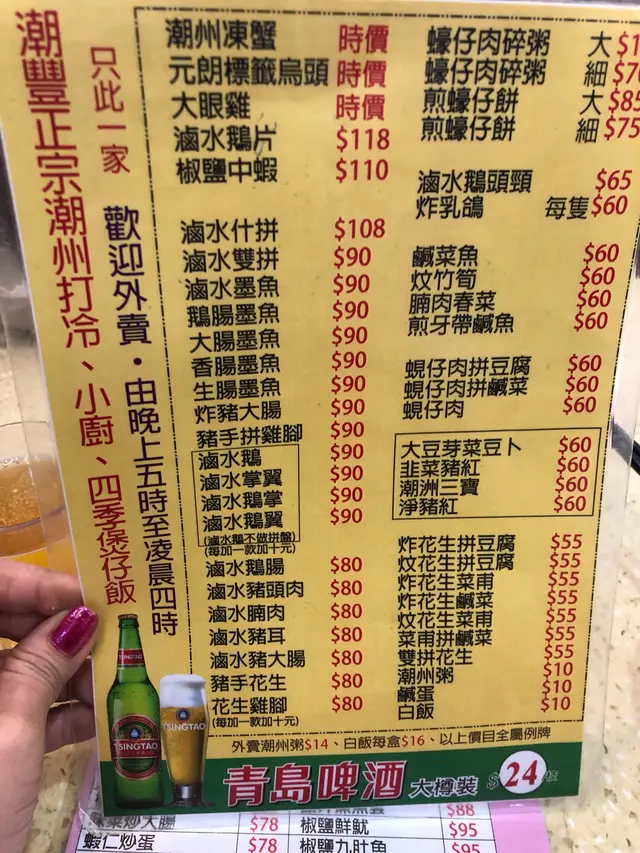 潮豐正宗潮州打冷、小廚、四季煲仔飯
只此一家
歡迎外賣·由晚上五時至凌晨四時
潮州凍蟹 時價
元朗標籤烏頭 時價
大眼雞 時價
滷水鵝片 $118
椒鹽中蝦 $110
滷水什拼 $108
滷水雙拼 $90
滷水墨魚 $90
鵝腸墨魚 $90
大腸墨魚 $90
香腸墨魚 $90
生腸墨魚 $90
炸豬大腸 $90
豬手拼雞腳 $90
滷水鵝 $90
滷水掌翼 $90
滷水鵝掌 $90
滷水鵝翼 $90
(滷水鵝不做拼盤)
(每加一款加十元)
滷水鵝腸 $80
滷水豬頭肉 $80
滷水腩肉 $80
滷水豬耳 $80
滷水豬大腸 $80
豬手花生 $80
花生雞腳 $80
(每加一款加十元)
蠔仔肉碎粥 大
蠔仔肉碎粥 細
煎蠔仔餅 大 $85
煎蠔仔餅 細 $75
滷水鵝頭頸 $65
炸乳鴿 每隻 $60
鹹菜魚 $60
炆竹筍 $60
腩肉春菜 $60
煎牙帶鹹魚 $60
蜆仔肉拼豆腐 $60
蜆仔肉拼鹹菜 $60
蜆仔肉 $60
大豆芽菜豆卜 $60
韭菜豬紅 $60
潮洲三寶 $60
淨豬紅 $60
炸花生拼豆腐 $55
炆花生拼豆腐 $55
炸花生菜甫 $55
炸花生鹹菜 $55
炆花生菜甫 $55
菜甫拼鹹菜 $55
雙拼花生 $55
潮州粥 $10
鹹蛋 $10
白飯 $10
外賣潮州粥$14、白飯每盒$16、以上價目全屬例牌
TSINGTAO
TSINGTAO
TSINGTAO
青島啤酒 大樽裝 $24
$88
菜炒大腸 $78
椒鹽鮮魷 $95
蝦仁炒蛋 $78
椒鹽九肚魚 $95